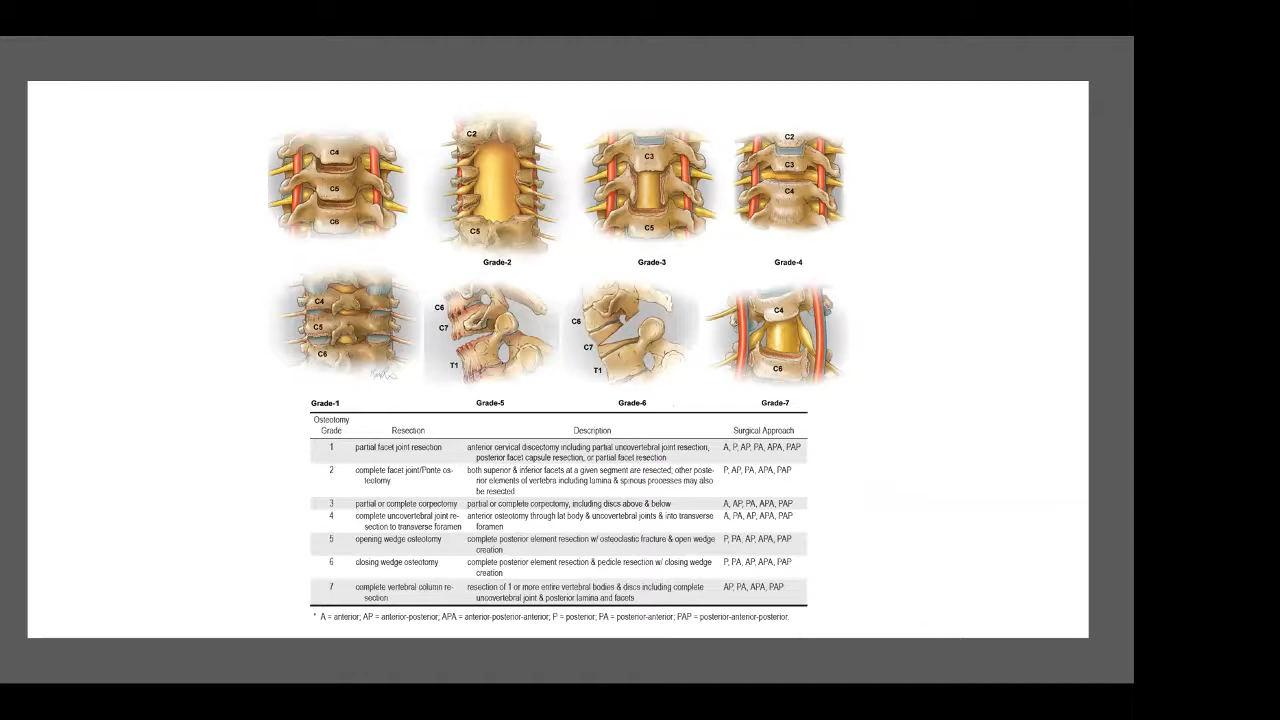 C4
C5
C6
C2
C5
C3
C5
C2
C3
C4
Grade-2
Grade-3
Grade-4
C4
C5
C6
C6
C7
T1
C6
C7
T1
C4
C6
Grade-1
Grade-5
Grade-6
Grade-7
Osteotomy
Grade Resection Description Surgical Approach
1 partial facet joint resection anterior cervical discectomy including partial uncovertebral joint resection, A, P, AP, PA, APA, PAP
posterior facet capsule resection, or partial facet resection
2 complete facet joint/Ponte os- both superior & inferior facets at a given segment are resected; other poste- P, AP, PA, APA, PAP
teotomy rior elements of vertebra including lamina & spinous processes may also
be resected
3 partial or complete corpectomy partial or complete corpectomy, including discs above & below A, AP, PA, APA, PAP
4 complete uncovertebral joint re- anterior osteotomy through lat body & uncovertebral joints & into transverse A, PA, AP, APA, PAP
section to transverse foramen foramen
5 opening wedge osteotomy complete posterior element resection w/ osteoclastic fracture & open wedge P, PA, AP, APA, PAP
creation
6 closing wedge osteotomy complete posterior element resection & pedicle resection w/ closing wedge P, PA, AP, APA, PAP
creation
7 complete vertebral column re- resection of 1 or more entire vertebral bodies & discs including complete AP, PA, APA, PAP
section uncovertebral joint & posterior lamina and facets
* A = anterior; AP = anterior-posterior; APA = anterior-posterior-anterior; P = posterior; PA = posterior-anterior; PAP = posterior-anterior-posterior.